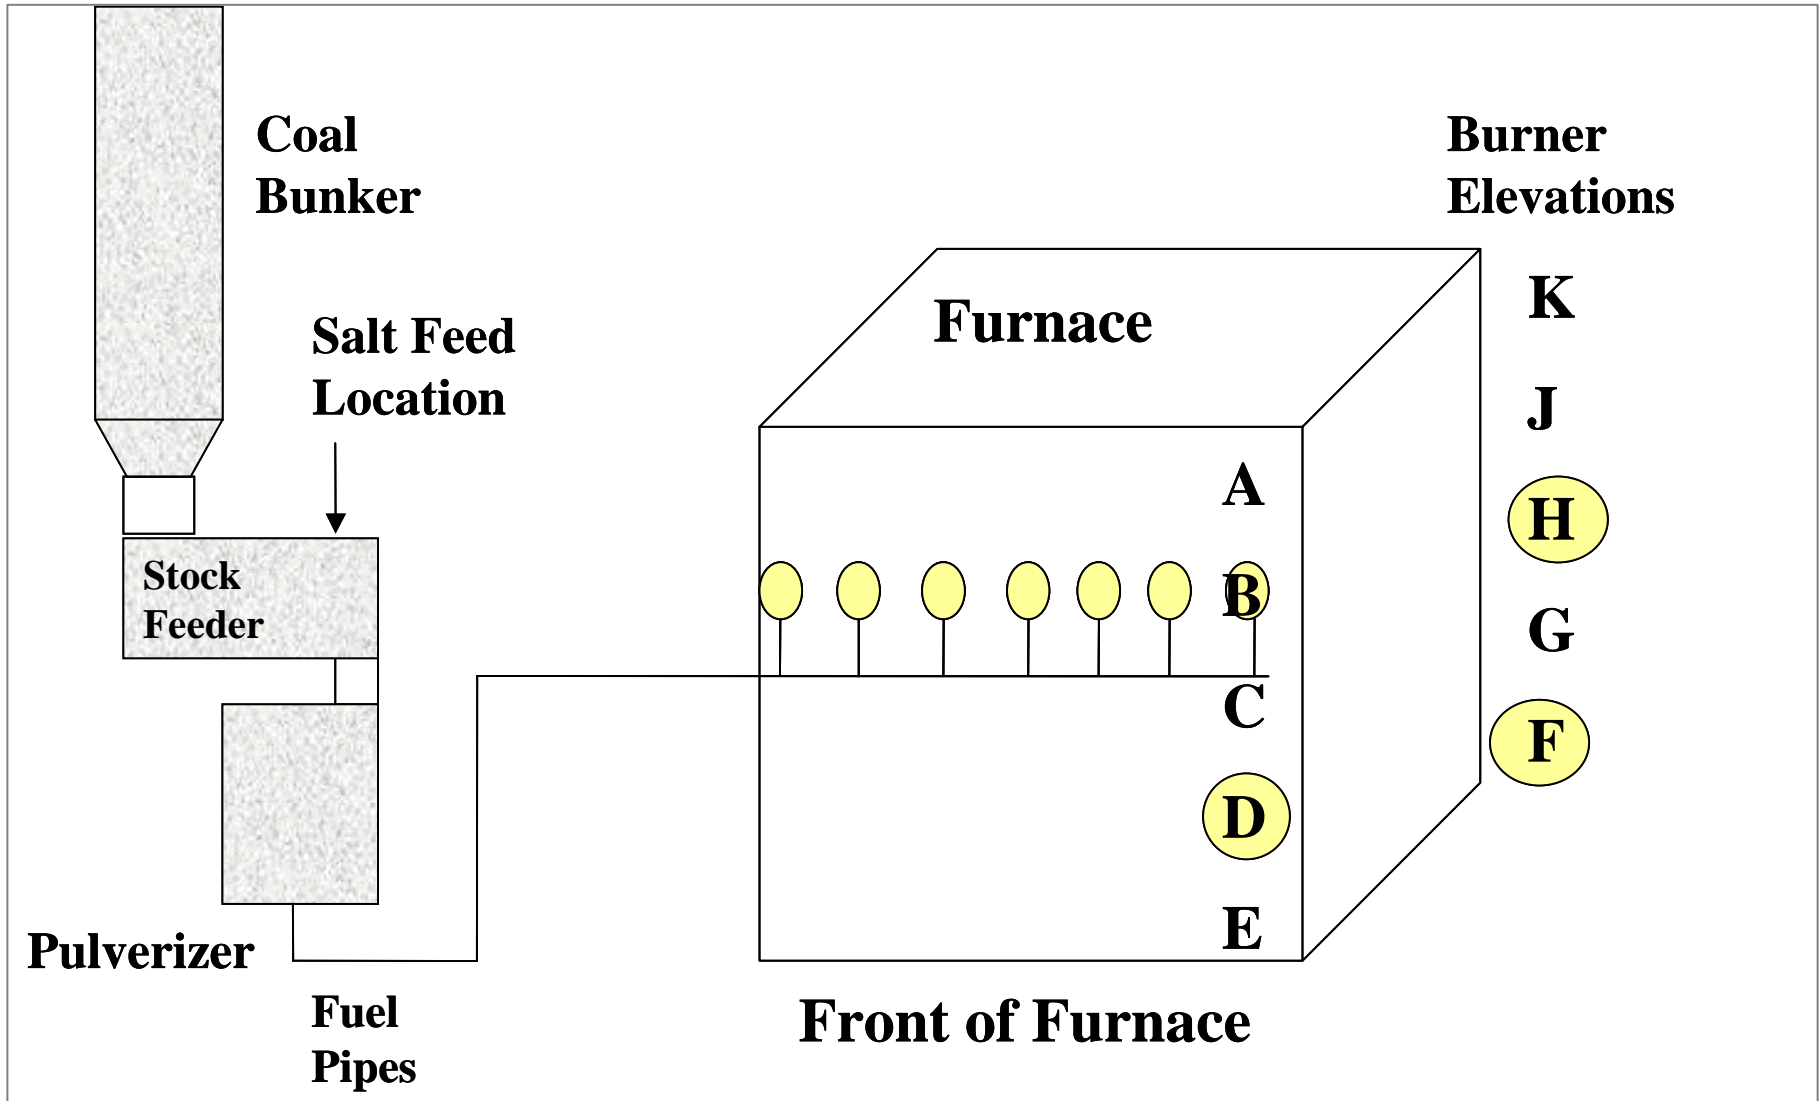 Coal
Bunker
Burner
Elevations
Salt Feed
Location
Furnace
K
J
H
G
F
A
B
C
D
E
Stock
Feeder
Pulverizer
Fuel
Pipes
Front of Furnace